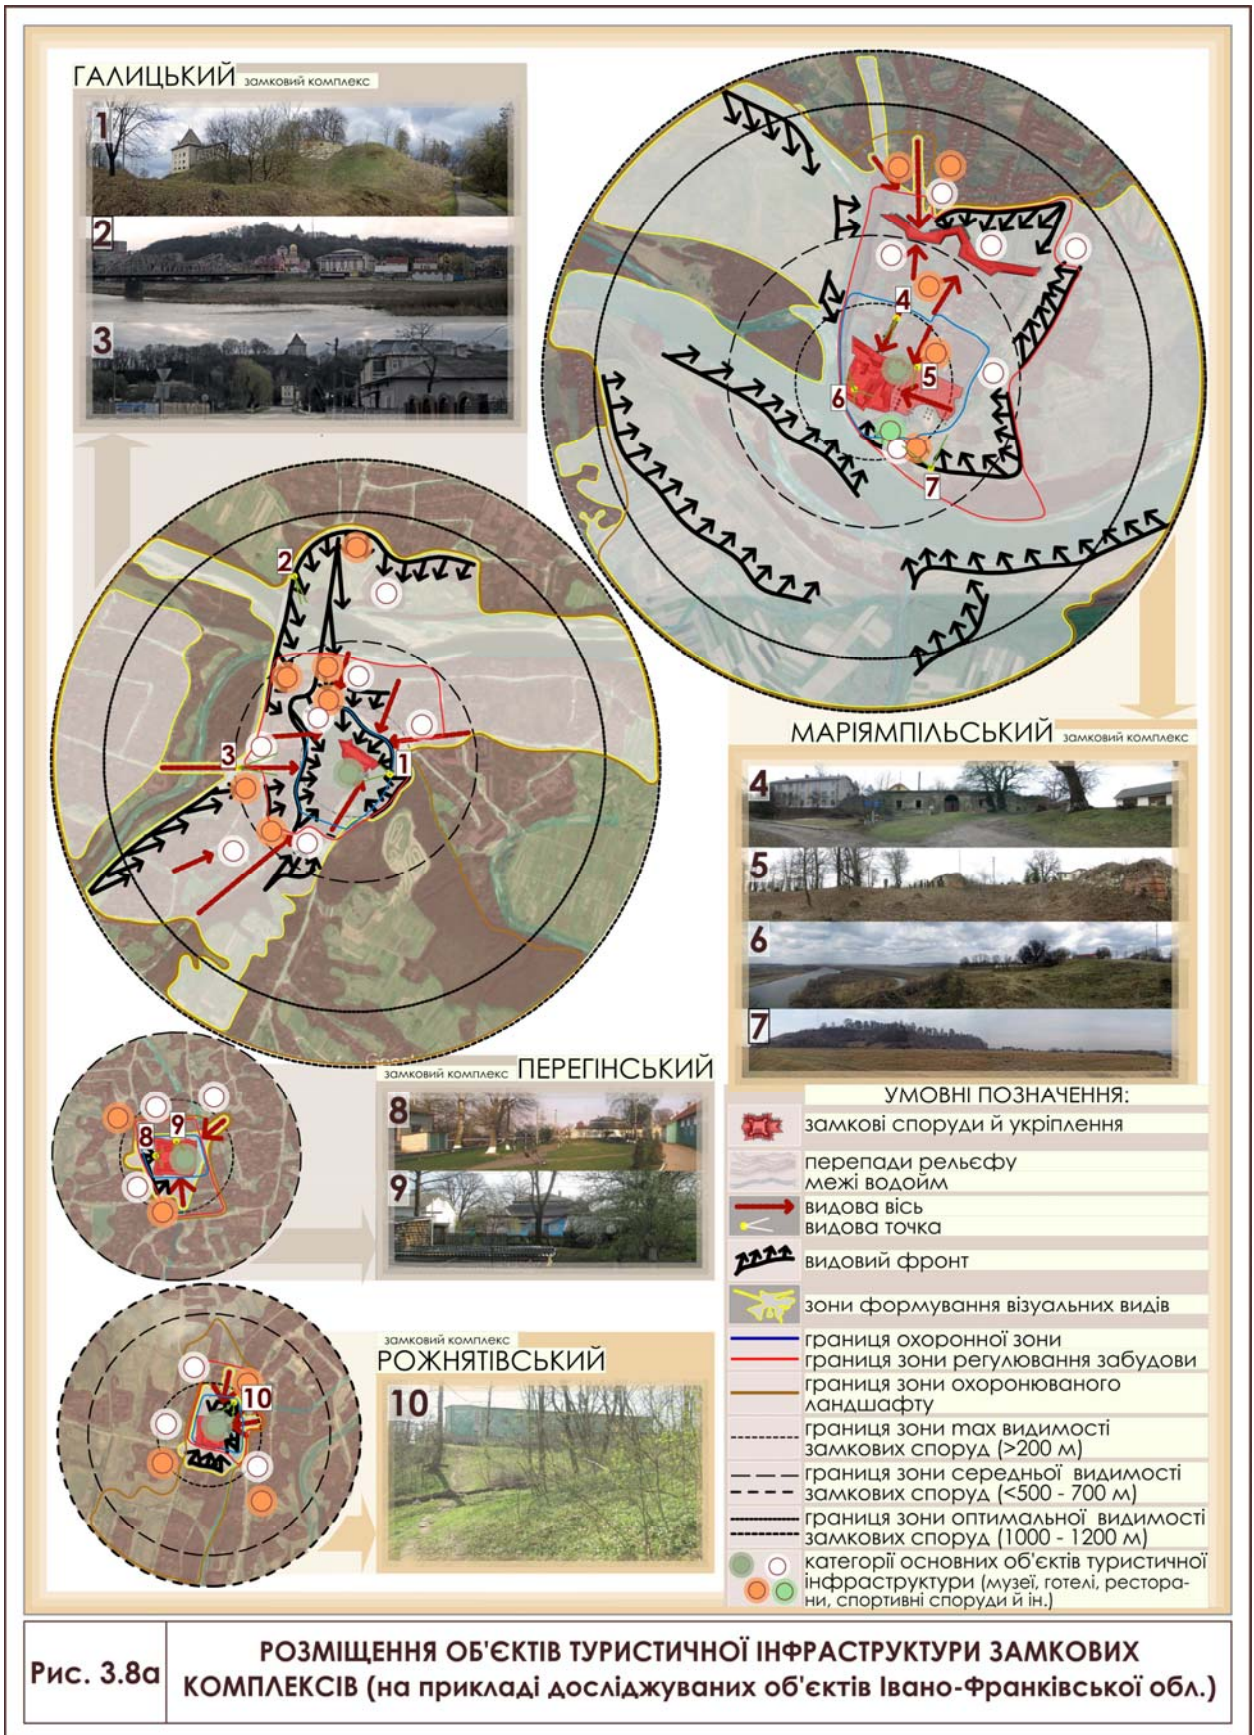 ГАЛИЦЬКИЙ замковий комплекс
1
2
3
4
5
6
7
2
3
1
МАРІЯМПІЛЬСЬКИЙ замковий комплекс
4
5
6
7
замковий комплекс ПЕРЕГІНСЬКИЙ
8
9
8
9
замковий комплекс
РОЖНЯТІВСЬКИЙ
10
10
УМОВНІ ПОЗНАЧЕННЯ:
замкові споруди й укріплення
перепади рельєфу
межі водойм
видова вісь
видова точка
видовий фронт
зони формування візуальних видів
границя охоронної зони
границя зони регулювання забудови
границя зони охоронюваного
ландшафту
границя зони max видимості
замкових споруд (>200 м)
границя зони середньої видимості
замкових споруд (<500 - 700 м)
границя зони оптимальної видимості
замкових споруд (1000 - 1200 м)
категорії основних об'єктів туристичної
інфраструктури (музеї, готелі, рестора-
ни, спортивні споруди й ін.)
Рис. 3.8а
РОЗМІЩЕННЯ ОБ'ЄКТІВ ТУРИСТИЧНОЇ ІНФРАСТРУКТУРИ ЗАМКОВИХ
КОМПЛЕКСІВ (на прикладі досліджуваних об'єктів Івано-Франківської обл.)